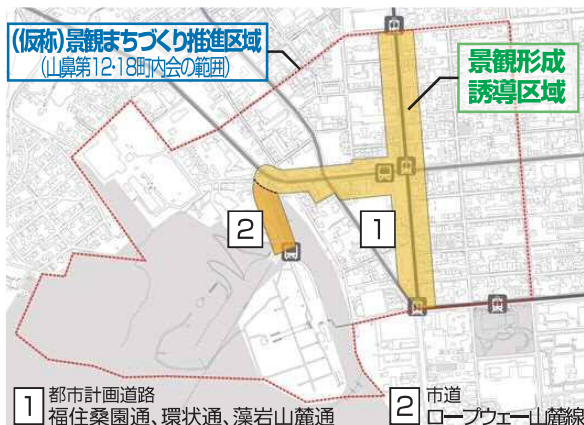 (仮称)景観まちづくり推進区域
(山鼻第12・18町内会の範囲)
景観形成
誘導区域
2
1
1 都市計画道路
福住桑園通、環状通、藻岩山麓通
2 市道
ロープウェー山麓線